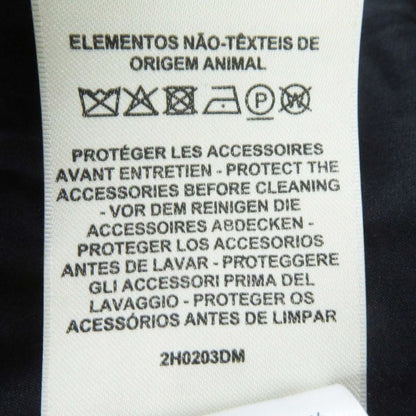 ELEMENTOS NÃO-TÊXTEIS DE
ORIGEM ANIMAL
P W
PROTÉGER LES ACCESSOIRES
AVANT ENTRETIEN - PROTECT THE
ACCESSORIES BEFORE CLEANING
- VOR DEM REINIGEN DIE
ACCESSOIRES ABDECKEN -
PROTEGER LOS ACCESORIOS
ANTES DE LAVAR - PROTEGGERE
GLI ACCESSORI PRIMA DEL
LAVAGGIO - PROTEGER OS
ACESSÓRIOS ANTES DE LIMPAR
2H0203DM